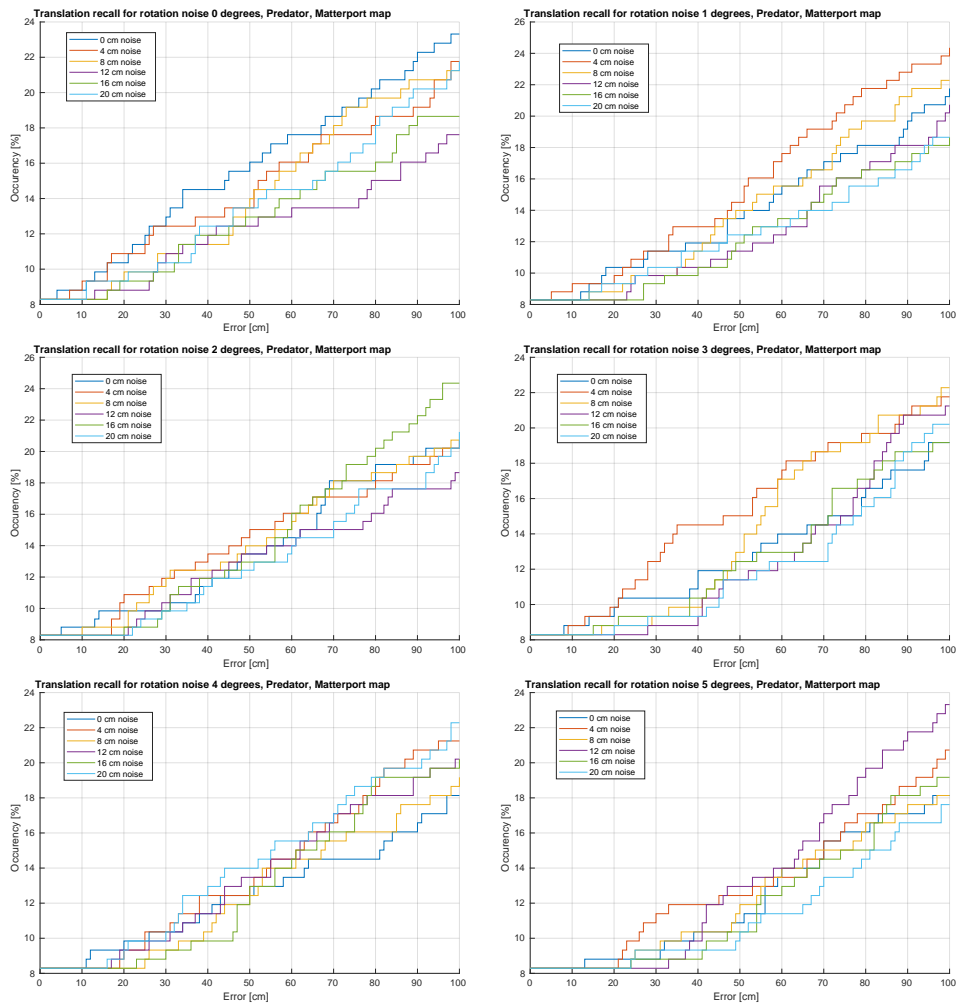 Translation recall for rotation noise 0 degrees, Predator, Matterport map
24
22
20
18
16
14
12
10
8
Occurency [%]
0 cm noise
4 cm noise
8 cm noise
12 cm noise
16 cm noise
20 cm noise
0 10 20 30 40 50 60 70 80 90 100
Error [cm]
Translation recall for rotation noise 1 degrees, Predator, Matterport map
26
24
22
20
18
16
14
12
10
8
Occurency [%]
0 cm noise
4 cm noise
8 cm noise
12 cm noise
16 cm noise
20 cm noise
0 10 20 30 40 50 60 70 80 90 100
Error [cm]
Translation recall for rotation noise 2 degrees, Predator, Matterport map
26
24
22
20
18
16
14
12
10
8
Occurency [%]
0 cm noise
4 cm noise
8 cm noise
12 cm noise
16 cm noise
20 cm noise
0 10 20 30 40 50 60 70 80 90 100
Error [cm]
Translation recall for rotation noise 3 degrees, Predator, Matterport map
24
22
20
18
16
14
12
10
8
Occurency [%]
0 cm noise
4 cm noise
8 cm noise
12 cm noise
16 cm noise
20 cm noise
0 10 20 30 40 50 60 70 80 90 100
Error [cm]
Translation recall for rotation noise 4 degrees, Predator, Matterport map
24
22
20
18
16
14
12
10
8
Occurency [%]
0 cm noise
4 cm noise
8 cm noise
12 cm noise
16 cm noise
20 cm noise
0 10 20 30 40 50 60 70 80 90 100
Error [cm]
Translation recall for rotation noise 5 degrees, Predator, Matterport map
24
22
20
18
16
14
12
10
8
Occurency [%]
0 cm noise
4 cm noise
8 cm noise
12 cm noise
16 cm noise
20 cm noise
0 10 20 30 40 50 60 70 80 90 100
Error [cm]